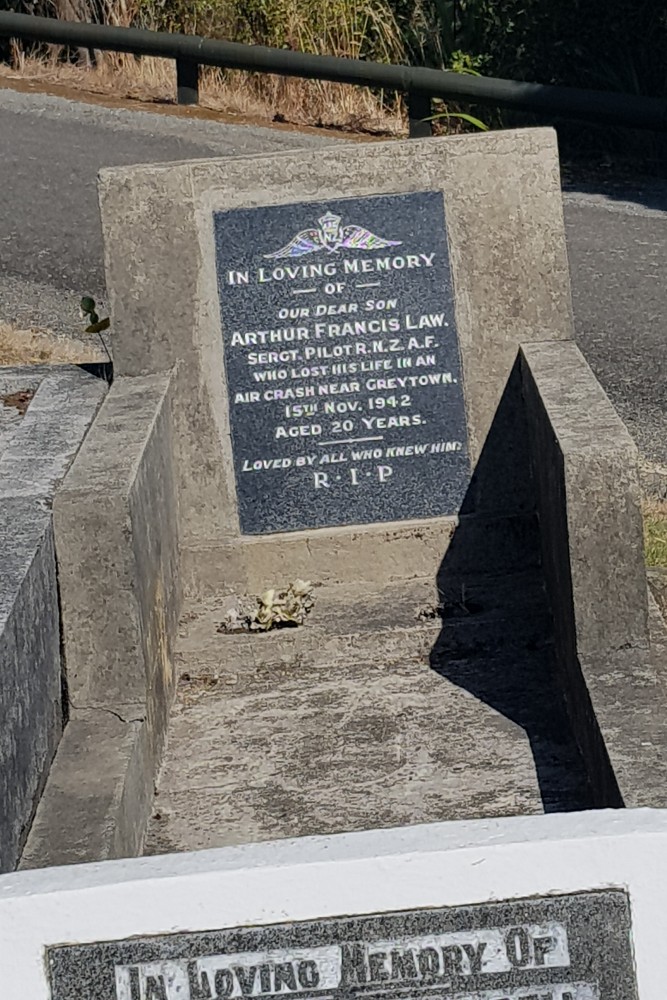 NZ
IN LOVING MEMORY
— OF —
OUR DEAR SON
ARTHUR FRANCIS LAW.
SERGT. PILOT R.N.Z.A.F.
WHO LOST HIS LIFE IN AN
AIR CRASH NEAR GREYTOWN.
15TH NOV. 1942
AGED 20 YEARS.
LOVED BY ALL WHO KNEW HIM.
R·I·P
IN LOVING MEMORY OF